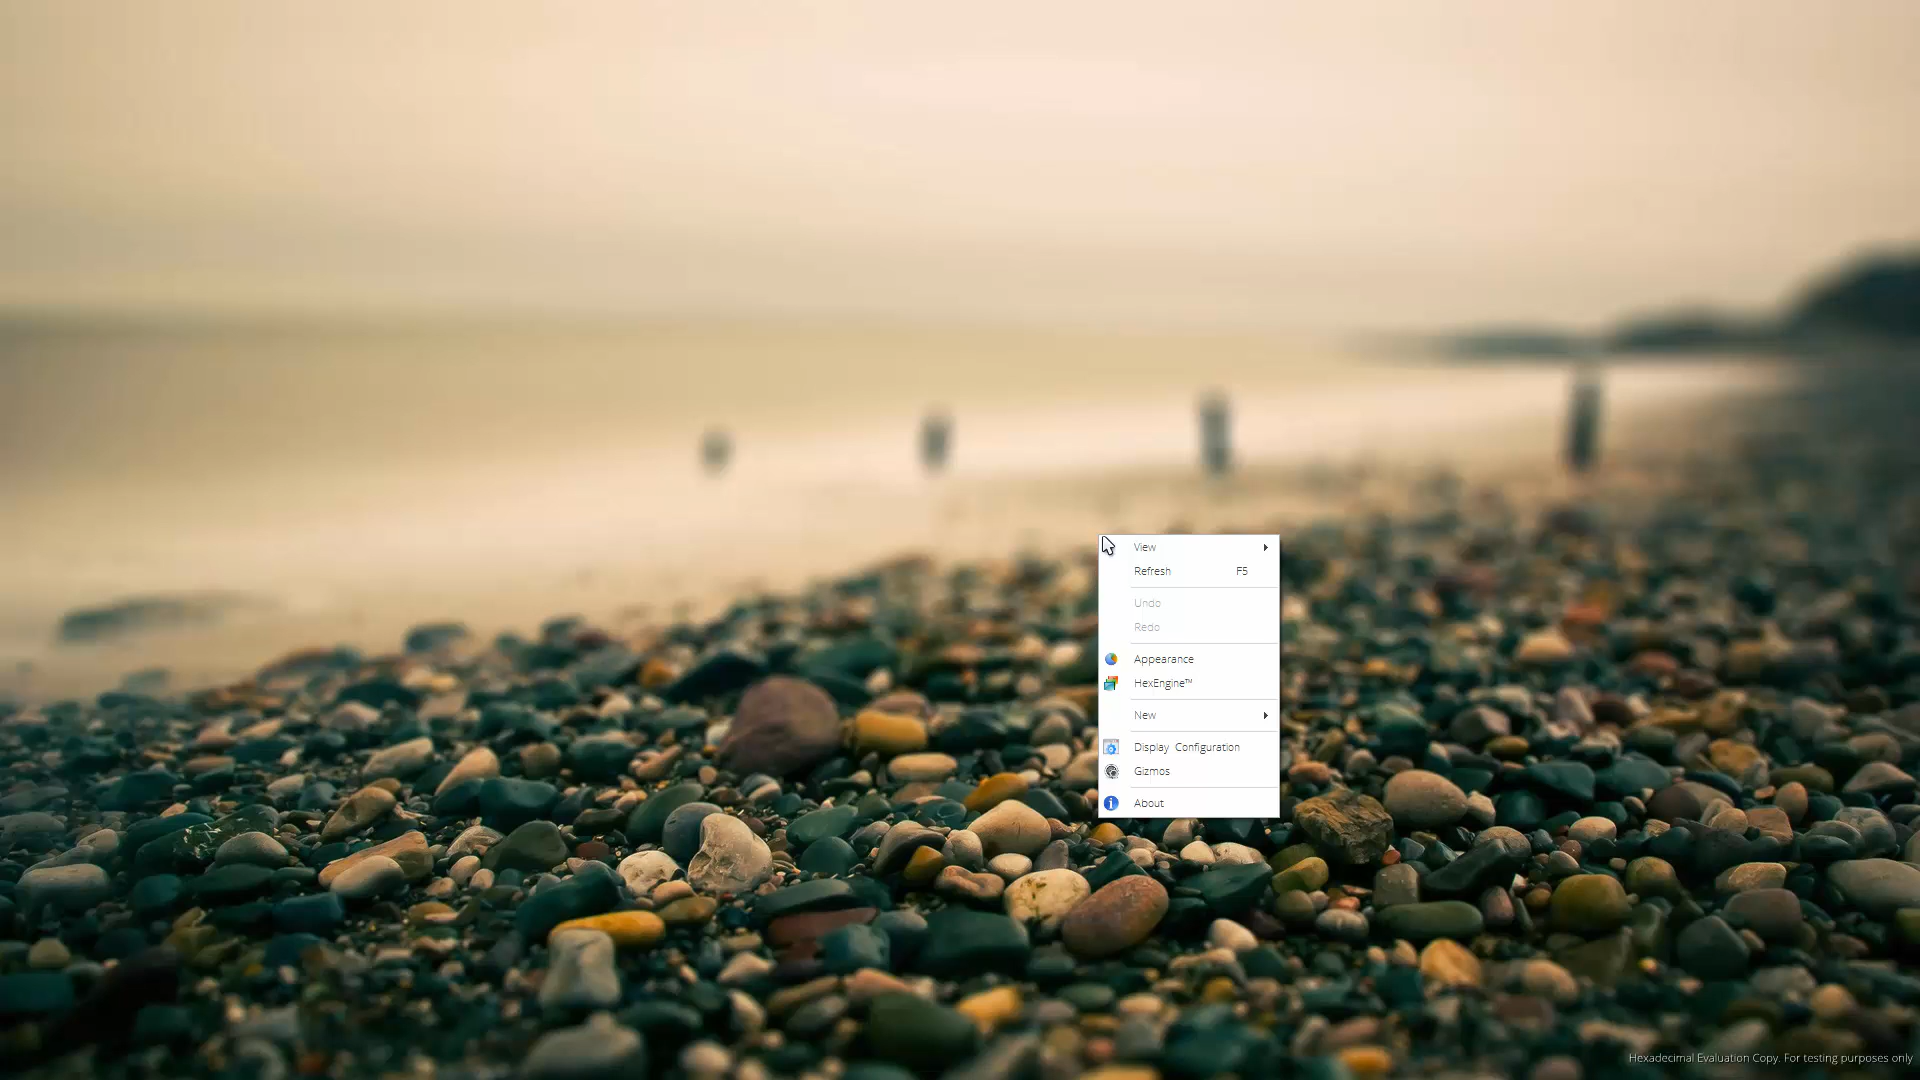 View
Refresh F5
Undo
Redo
Appearance
HexEngine™
New
Display Configuration
Gizmos
About
Hexadecimal Evaluation Copy. For testing purposes only